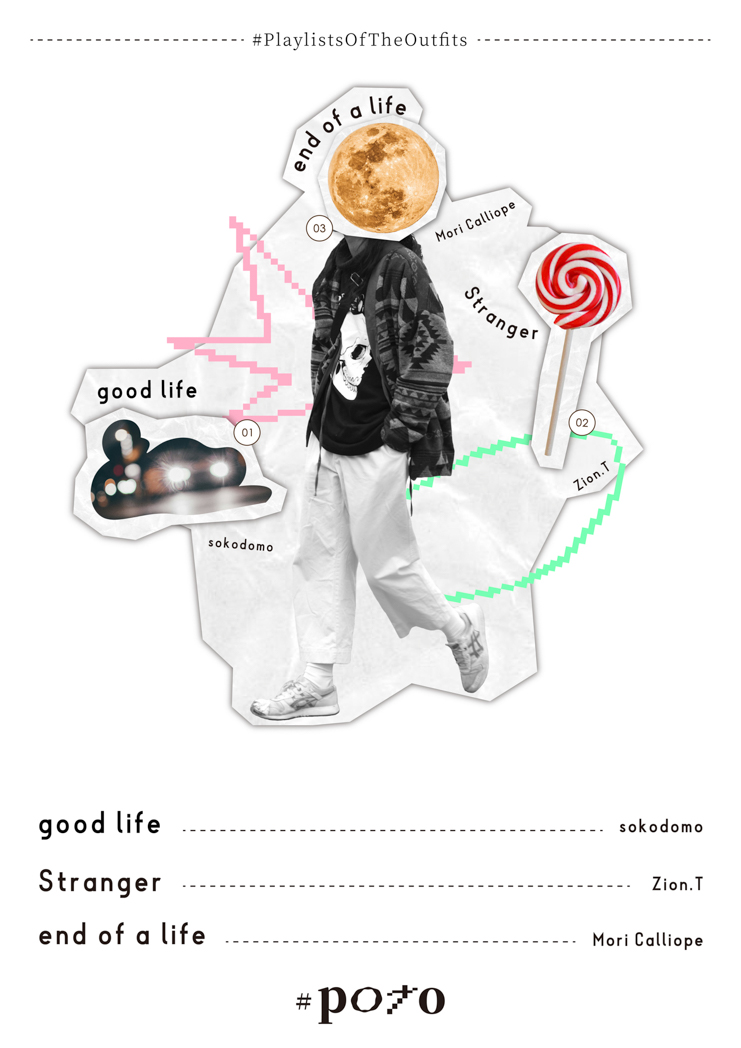 #PlaylistsOfTheOutfits
end of a life
03
Mori Calliope
Stranger
good life
01
02
Zion.T
sokodomo
good life sokodomo
Stranger Zion.T
end of a life Mori Calliope